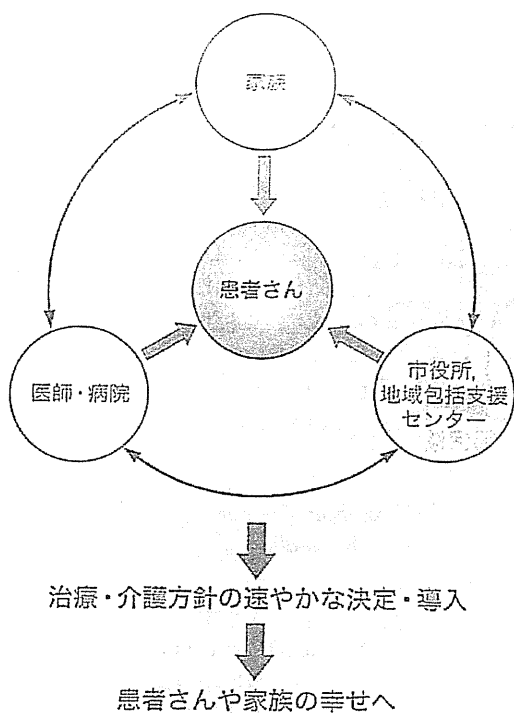 家族
患者さん
医師・病院
市役所,
地域包括支援
センター
治療・介護方針の速やかな決定・導入
患者さんや家族の幸せへ